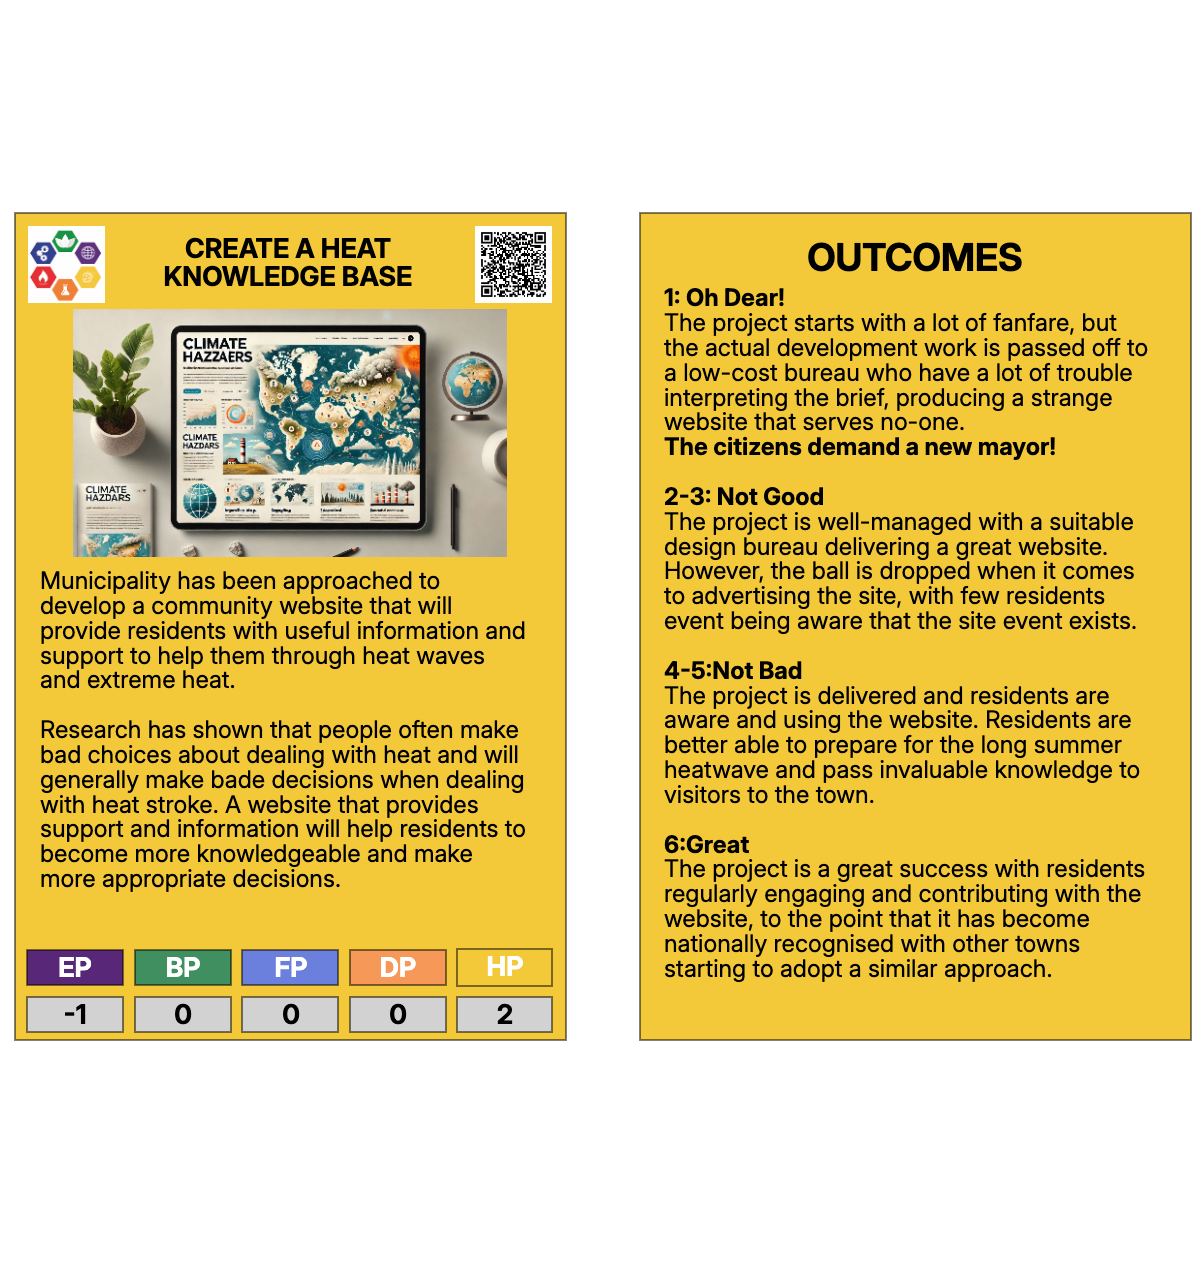 CREATE A HEAT
KNOWLEDGE BASE
CLIMATE
HAZZAERS
CLIMATE
HAZDARS
CLIMATE
HAZDARS
Municipality has been approached to
develop a community website that will
provide residents with useful information and
support to help them through heat waves
and extreme heat.
Research has shown that people often make
bad choices about dealing with heat and will
generally make bade decisions when dealing
with heat stroke. A website that provides
support and information will help residents to
become more knowledgeable and make
more appropriate decisions.
EP BP FP DP HP
-1 0 0 0 2
OUTCOMES
1: Oh Dear!
The project starts with a lot of fanfare, but
the actual development work is passed off to
a low-cost bureau who have a lot of trouble
interpreting the brief, producing a strange
website that serves no-one.
The citizens demand a new mayor!
2-3: Not Good
The project is well-managed with a suitable
design bureau delivering a great website.
However, the ball is dropped when it comes
to advertising the site, with few residents
event being aware that the site event exists.
4-5:Not Bad
The project is delivered and residents are
aware and using the website. Residents are
better able to prepare for the long summer
heatwave and pass invaluable knowledge to
visitors to the town.
6:Great
The project is a great success with residents
regularly engaging and contributing with the
website, to the point that it has become
nationally recognised with other towns
starting to adopt a similar approach.